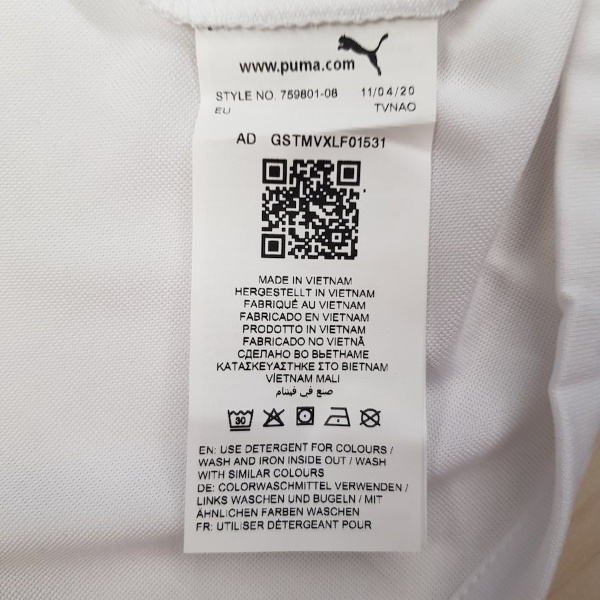 www.puma.com
STYLE NO. 759801-08 11/04/20
EU TVNAO
AD GSTMVXLF01531
MADE IN VIETNAM
HERGESTELLT IN VIETNAM
FABRIQUÉ AU VIETNAM
FABRICADO EN VIETNAM
PRODOTTO IN VIETNAM
FABRICADO NO VIETNÃ
СДЕЛАНО ВО ВЬЕТНАМЕ
ΚΑΤΑΣΚΕΥΑΣΤΗΚΕ ΣΤΟ ΒΙΕΤΝΑΜ
VİETNAM MALI
صنع في فيتنام
30
EN: USE DETERGENT FOR COLOURS /
WASH AND IRON INSIDE OUT / WASH
WITH SIMILAR COLOURS
DE: COLORWASCHMITTEL VERWENDEN /
LINKS WASCHEN UND BUGELN / MIT
ÄHNLICHEN FARBEN WASCHEN
FR: UTILISER DÉTERGEANT POUR